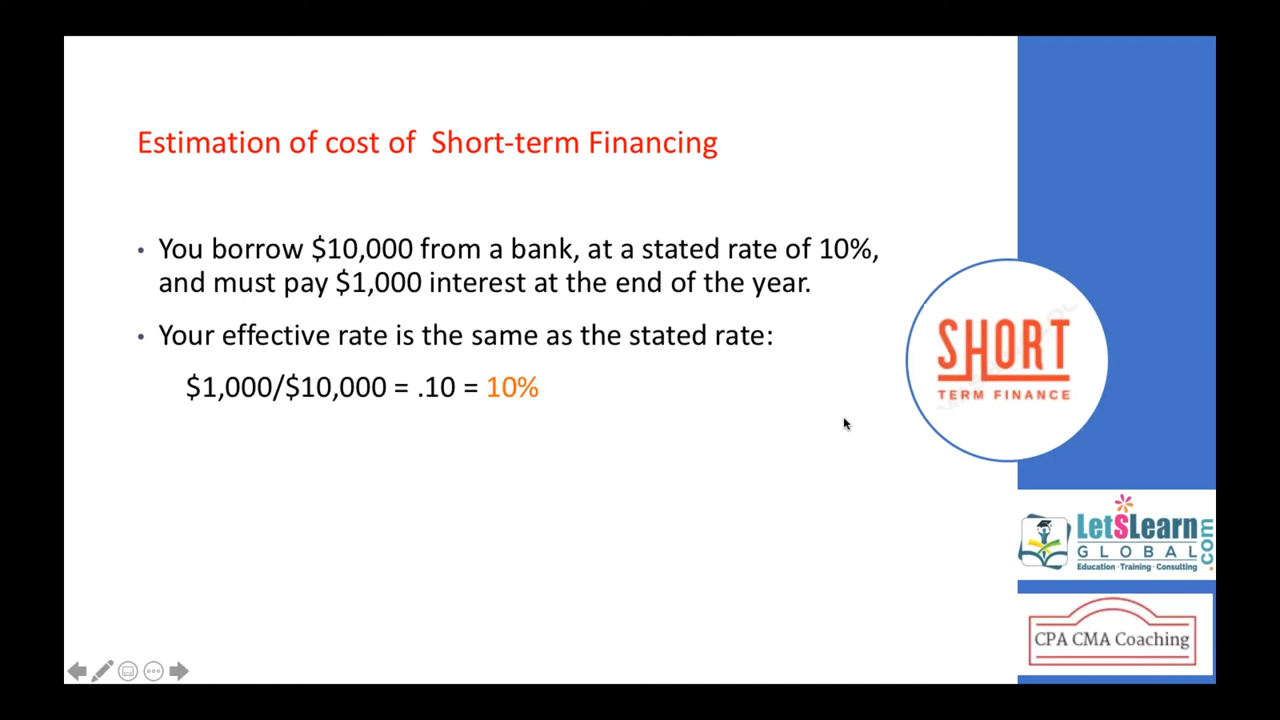 Estimation of cost of Short-term Financing
• You borrow $10,000 from a bank, at a stated rate of 10%,
and must pay $1,000 interest at the end of the year.
• Your effective rate is the same as the stated rate:
$1,000/$10,000 = .10 = 10%
SHORT
TERM FINANCE
LetSLearn
GLOBAL
.com
Education · Training · Consulting
CPA CMA Coaching